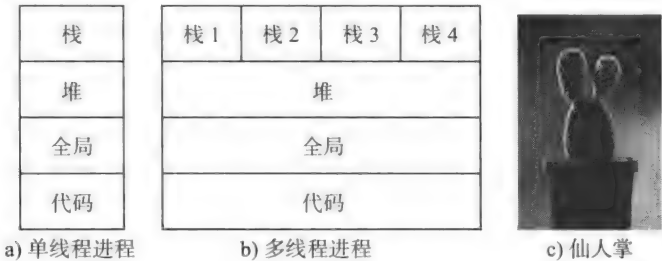 栈 栈 1 栈 2 栈 3 栈 4
堆 堆
全局 全局
代码 代码
a) 单线程进程 b) 多线程进程 c) 仙人掌